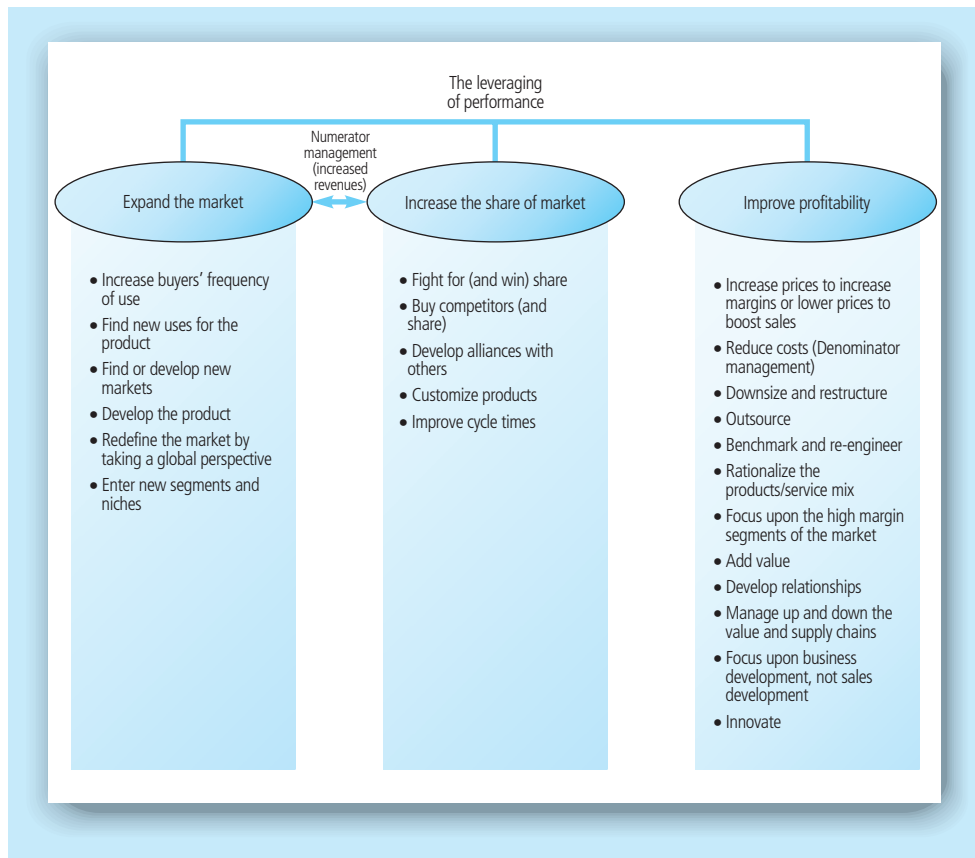 The leveraging
of performance
Numerator
management
(increased
revenues)
Expand the market
Increase the share of market
Improve profitability
• Increase buyers’ frequency
of use
• Find new uses for the
product
• Find or develop new
markets
• Develop the product
• Redefine the market by
taking a global perspective
• Enter new segments and
niches
• Fight for (and win) share
• Buy competitors (and
share)
• Develop alliances with
others
• Customize products
• Improve cycle times
• Increase prices to increase
margins or lower prices to
boost sales
• Reduce costs (Denominator
management)
• Downsize and restructure
• Outsource
• Benchmark and re-engineer
• Rationalize the
products/service mix
• Focus upon the high margin
segments of the market
• Add value
• Develop relationships
• Manage up and down the
value and supply chains
• Focus upon business
development, not sales
development
• Innovate